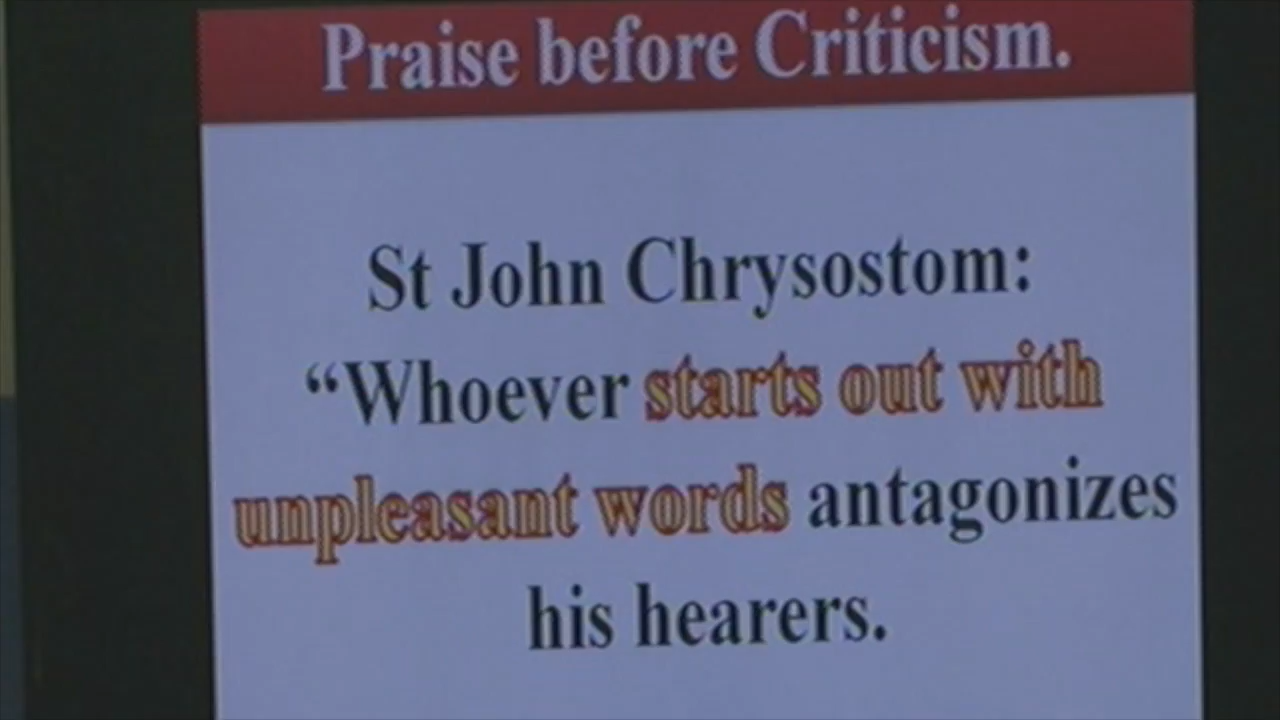 Praise before Criticism.
St John Chrysostom:
“Whoever starts out with
unpleasant words antagonizes
his hearers.